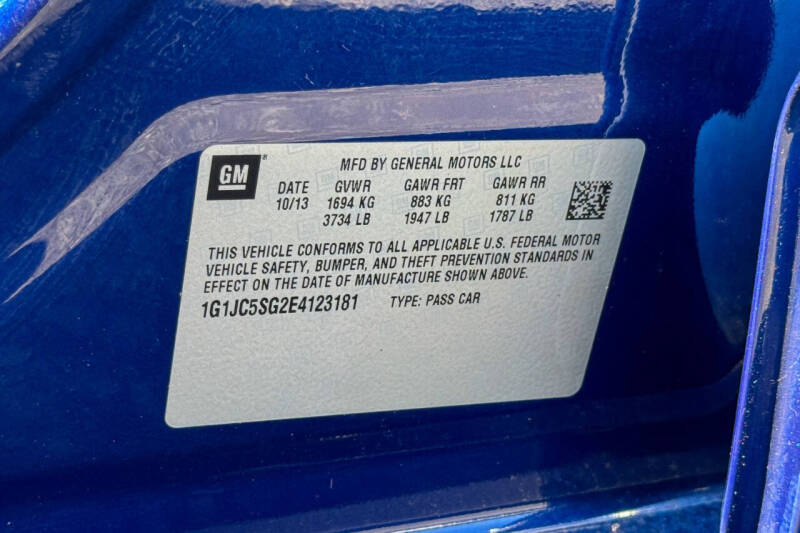 GM
MFD BY GENERAL MOTORS LLC
DATE GVWR GAWR FRT GAWR RR
10/13 1694 KG 883 KG 811 KG
3734 LB 1947 LB 1787 LB
THIS VEHICLE CONFORMS TO ALL APPLICABLE U.S. FEDERAL MOTOR
VEHICLE SAFETY, BUMPER, AND THEFT PREVENTION STANDARDS IN
EFFECT ON THE DATE OF MANUFACTURE SHOWN ABOVE.
1G1JC5SG2E4123181 TYPE: PASS CAR